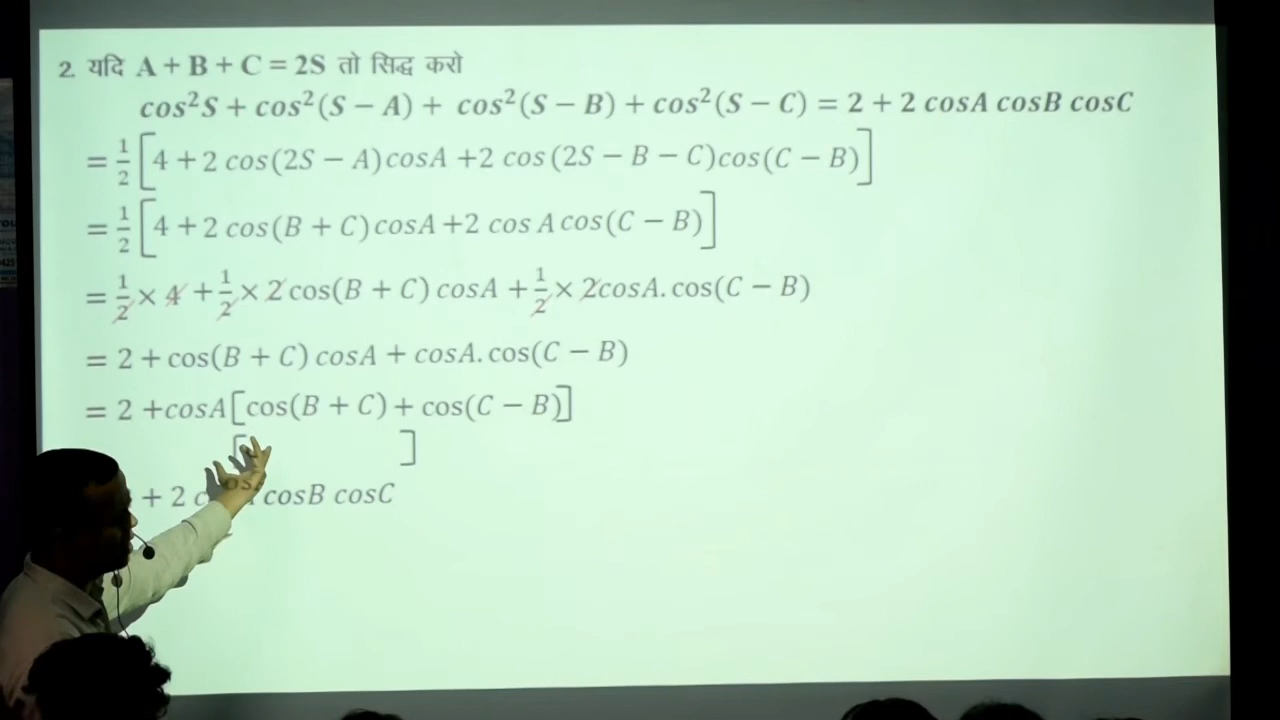 2. यदि A + B + C = 2S तो सिद्ध करो
cos²S + cos²(S − A) + cos²(S − B) + cos²(S − C) = 2 + 2 cosA cosB cosC
= 1/2 [4 + 2 cos(2S − A)cosA +2 cos (2S − B − C)cos(C − B)]
= 1/2 [4 + 2 cos(B + C)cosA+2 cos A cos(C − B)]
= 1/2 × 4 + 1/2 × 2 cos(B + C) cosA + 1/2 × 2cosA. cos(C − B)
= 2 + cos(B + C) cosA + cosA. cos(C − B)
= 2 +cosA[cos(B + C) + cos(C − B)]
[ ]
+ 2 cosB cosC